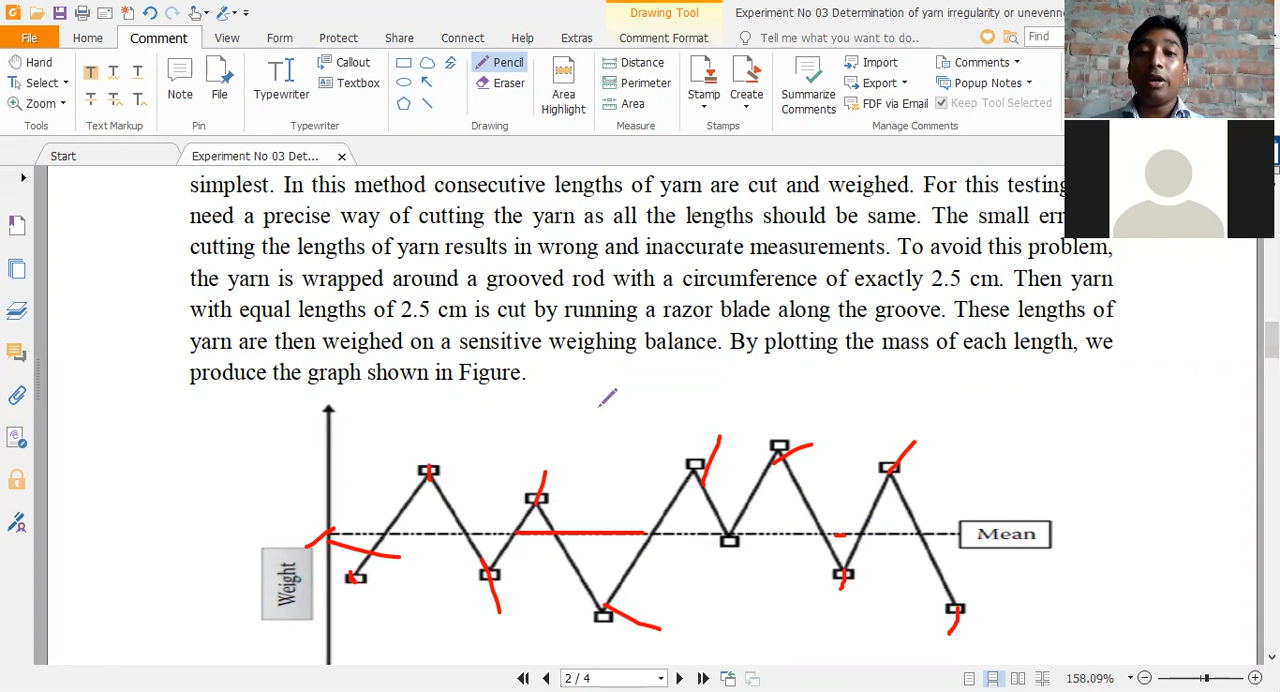 Drawing Tool
Experiment No 03 Determination of yarn irregularity or unevenne
File Home Comment View Form Protect Share Connect Help Extras Comment Format Tell me what you want to do.. Find
Hand
Select
Zoom
Tools
Text Markup
Note
File
Pin
Typewriter
Callout
Textbox
Typewriter
Pencil
Eraser
Drawing
Area
Highlight
Distance
Perimeter
Area
Measure
Stamp
Create
Stamps
Summarize
Comments
Import
Export
FDF via Email
Comments
Popup Notes
Keep Tool Selected
Manage Comments
Start
Experiment No 03 Det...
simplest. In this method consecutive lengths of yarn are cut and weighed. For this testing
need a precise way of cutting the yarn as all the lengths should be same. The small
cutting the lengths of yarn results in wrong and inaccurate measurements. To avoid this problem,
the yarn is wrapped around a grooved rod with a circumference of exactly 2.5 cm. Then yarn
with equal lengths of 2.5 cm is cut by running a razor blade along the groove. These lengths of
yarn are then weighed on a sensitive weighing balance. By plotting the mass of each length, we
produce the graph shown in Figure.
Mean
Weight
2 / 4
158.09%